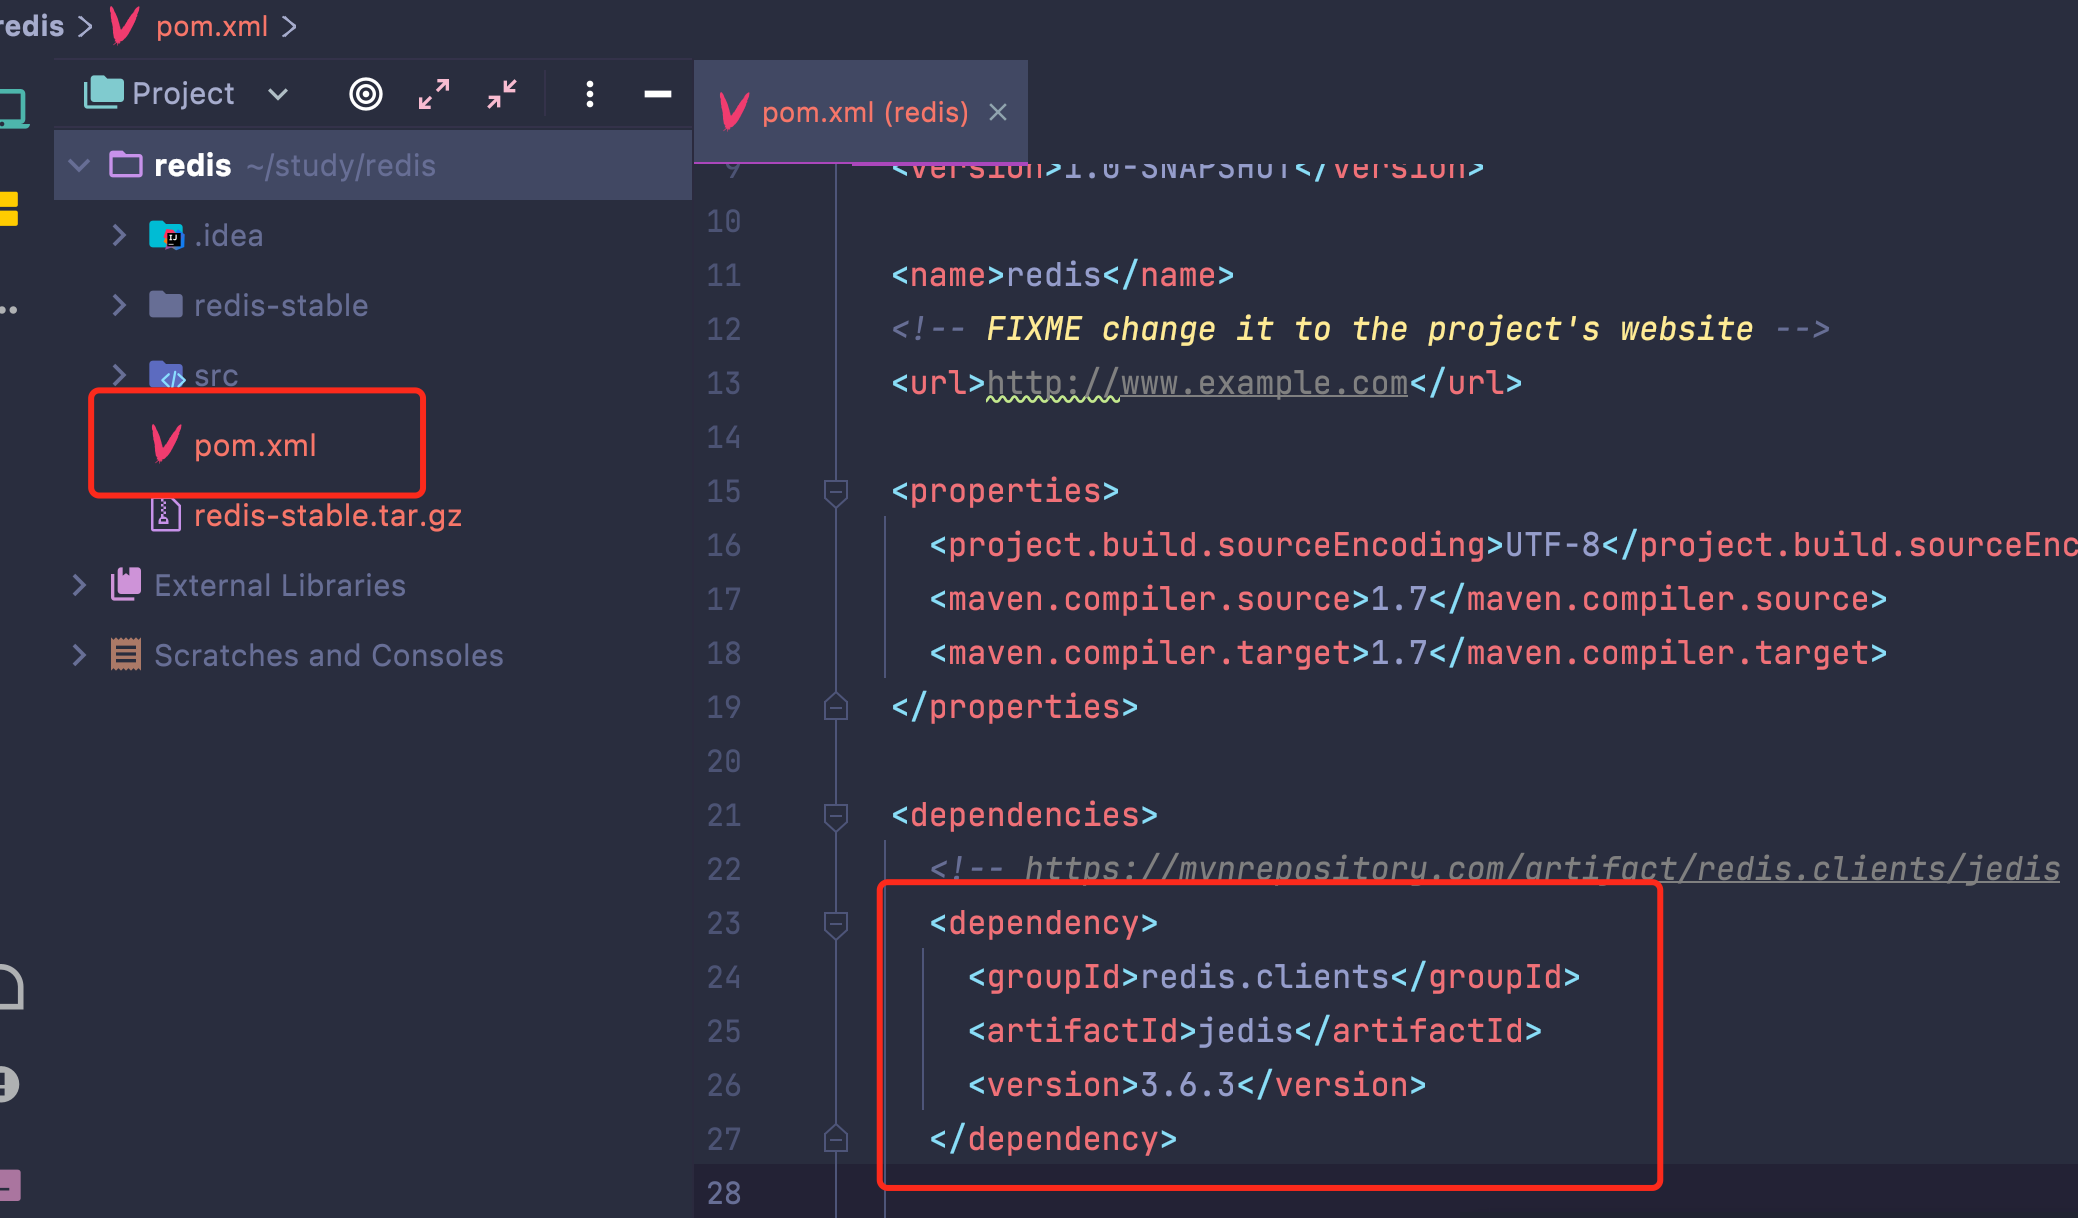 redis > pom.xml >
Project
redis ~/study/redis
.idea
redis-stable
src
pom.xml
redis-stable.tar.gz
External Libraries
Scratches and Consoles
pom.xml (redis)
9 <version>1.0-SNAPSHOT</version>
10
11 <name>redis</name>
12 <!-- FIXME change it to the project's website -->
13 <url>http://www.example.com</url>
14
15 <properties>
16 <project.build.sourceEncoding>UTF-8</project.build.sourceEnc
17 <maven.compiler.source>1.7</maven.compiler.source>
18 <maven.compiler.target>1.7</maven.compiler.target>
19 </properties>
20
21 <dependencies>
22 <!-- https://mvnrepository.com/artifact/redis.clients/jedis
23 <dependency>
24 <groupId>redis.clients</groupId>
25 <artifactId>jedis</artifactId>
26 <version>3.6.3</version>
27 </dependency>
28